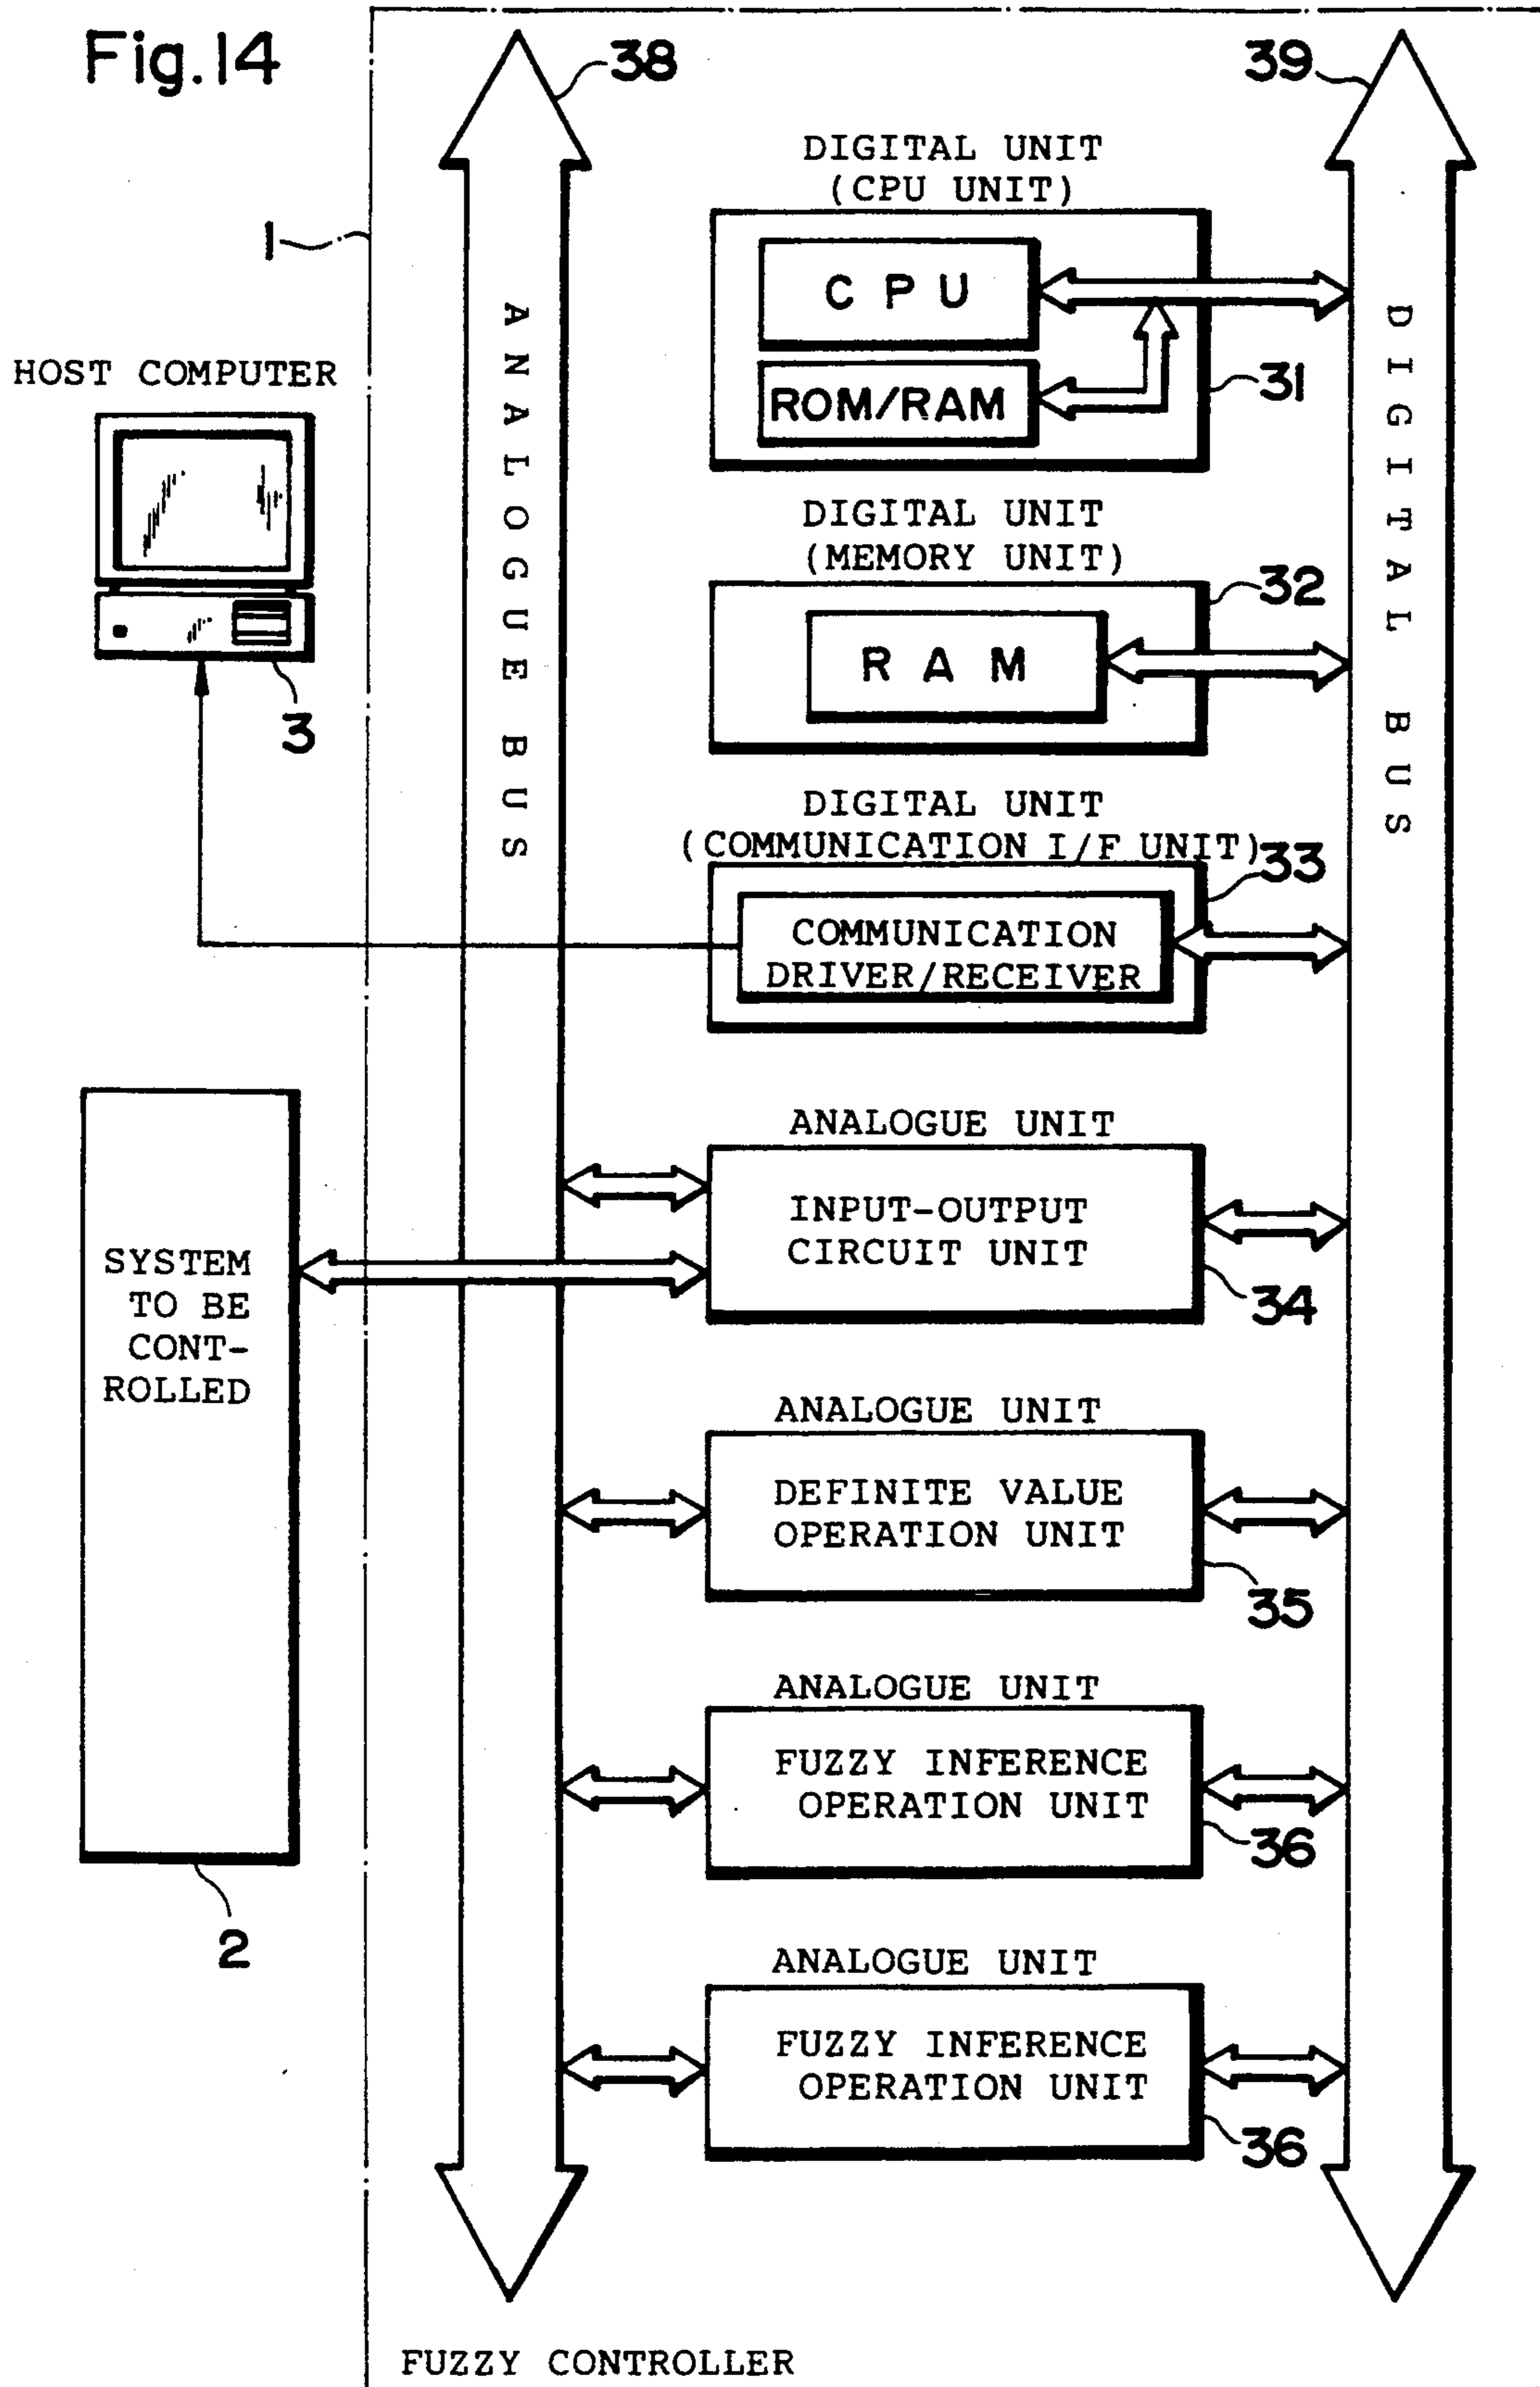 Fig.14
38
39
DIGITAL UNIT
(CPU UNIT)
1
CPU
ROM/RAM
31
ANALOGUE BUS
DIGITAL BUS
HOST COMPUTER
3
DIGITAL UNIT
(MEMORY UNIT)
32
RAM
DIGITAL UNIT
(COMMUNICATION I/F UNIT)
33
COMMUNICATION
DRIVER/RECEIVER
ANALOGUE UNIT
INPUT-OUTPUT
CIRCUIT UNIT
34
SYSTEM
TO BE
CONT-
ROLLED
2
ANALOGUE UNIT
DEFINITE VALUE
OPERATION UNIT
35
ANALOGUE UNIT
FUZZY INFERENCE
OPERATION UNIT
36
ANALOGUE UNIT
FUZZY INFERENCE
OPERATION UNIT
36
FUZZY CONTROLLER